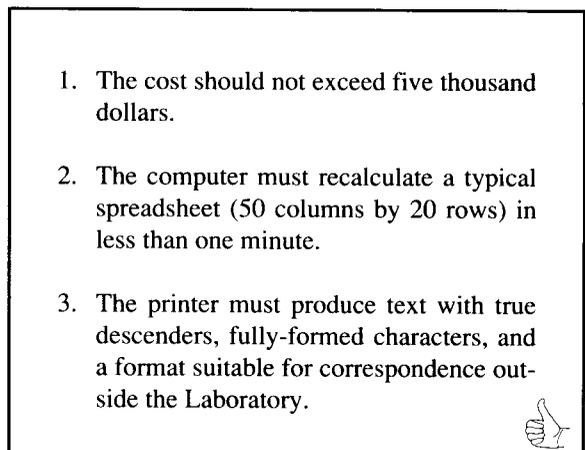 1. The cost should not exceed five thousand
dollars.
2. The computer must recalculate a typical
spreadsheet (50 columns by 20 rows) in
less than one minute.
3. The printer must produce text with true
descenders, fully-formed characters, and
a format suitable for correspondence out-
side the Laboratory.